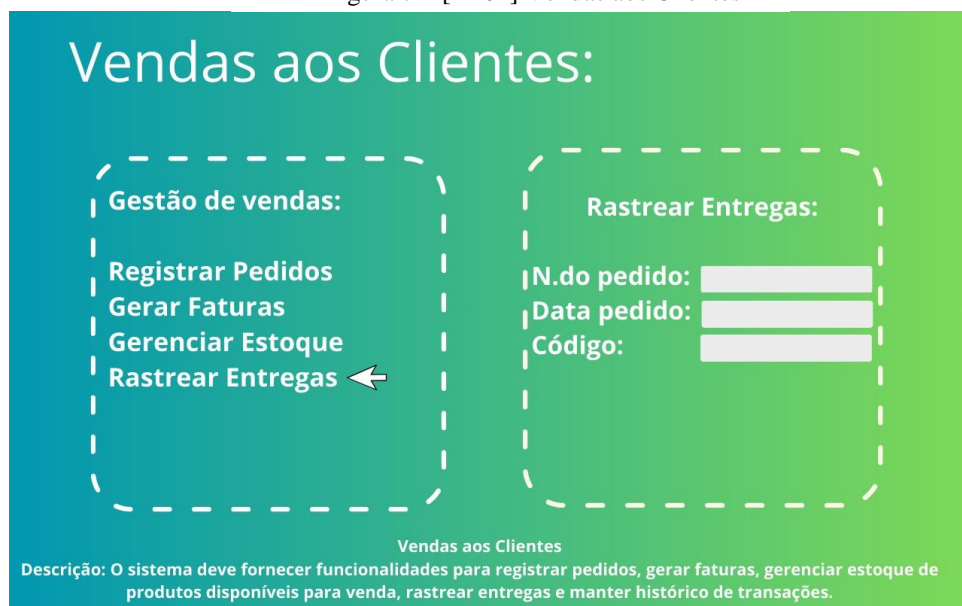 Vendas aos Clientes:
Gestão de vendas:
Registrar Pedidos
Gerar Faturas
Gerenciar Estoque
Rastrear Entregas
Rastrear Entregas:
N.do pedido:
Data pedido:
Código:
Vendas aos Clientes
Descrição: O sistema deve fornecer funcionalidades para registrar pedidos, gerar faturas, gerenciar estoque de
produtos disponíveis para venda, rastrear entregas e manter histórico de transações.